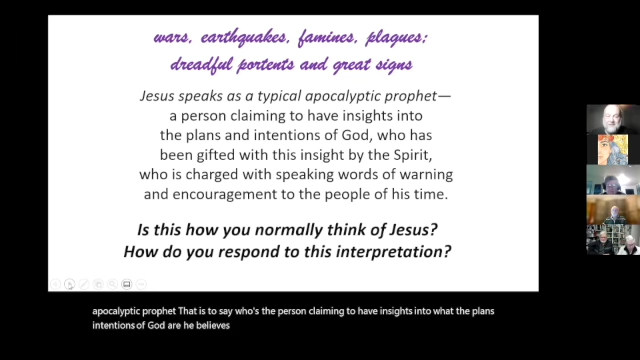 wars, earthquakes, famines, plagues;
dreadful portents and great signs
Jesus speaks as a typical apocalyptic prophet—
a person claiming to have insights into
the plans and intentions of God, who has
been gifted with this insight by the Spirit,
who is charged with speaking words of warning
and encouragement to the people of his time.
Is this how you normally think of Jesus?
How do you respond to this interpretation?
apocalyptic prophet That is to say who's the person claiming to have insights into what the plans
intentions of God are he believes